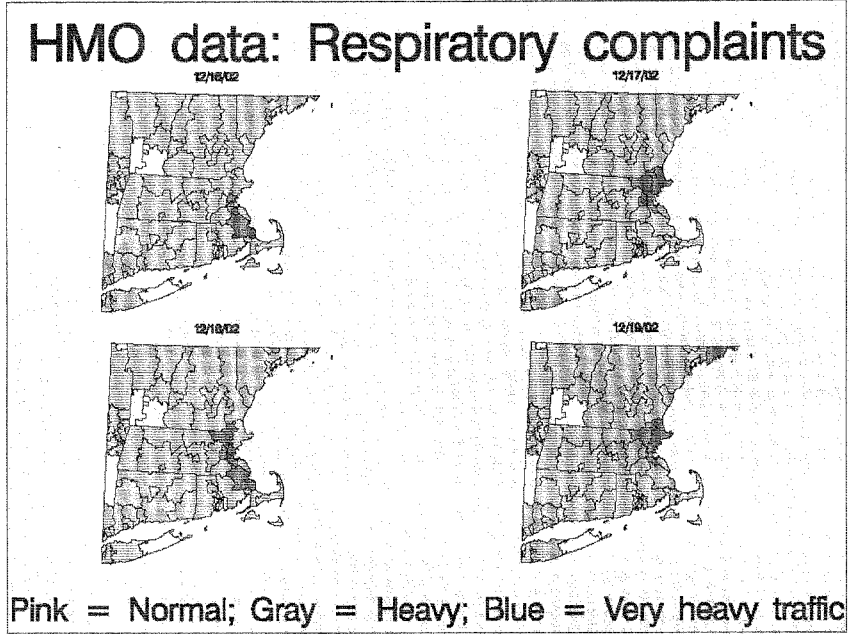 HMO data: Respiratory complaints
12/16/02
12/17/02
12/18/02
12/19/02
Pink = Normal; Gray = Heavy; Blue = Very heavy traffic